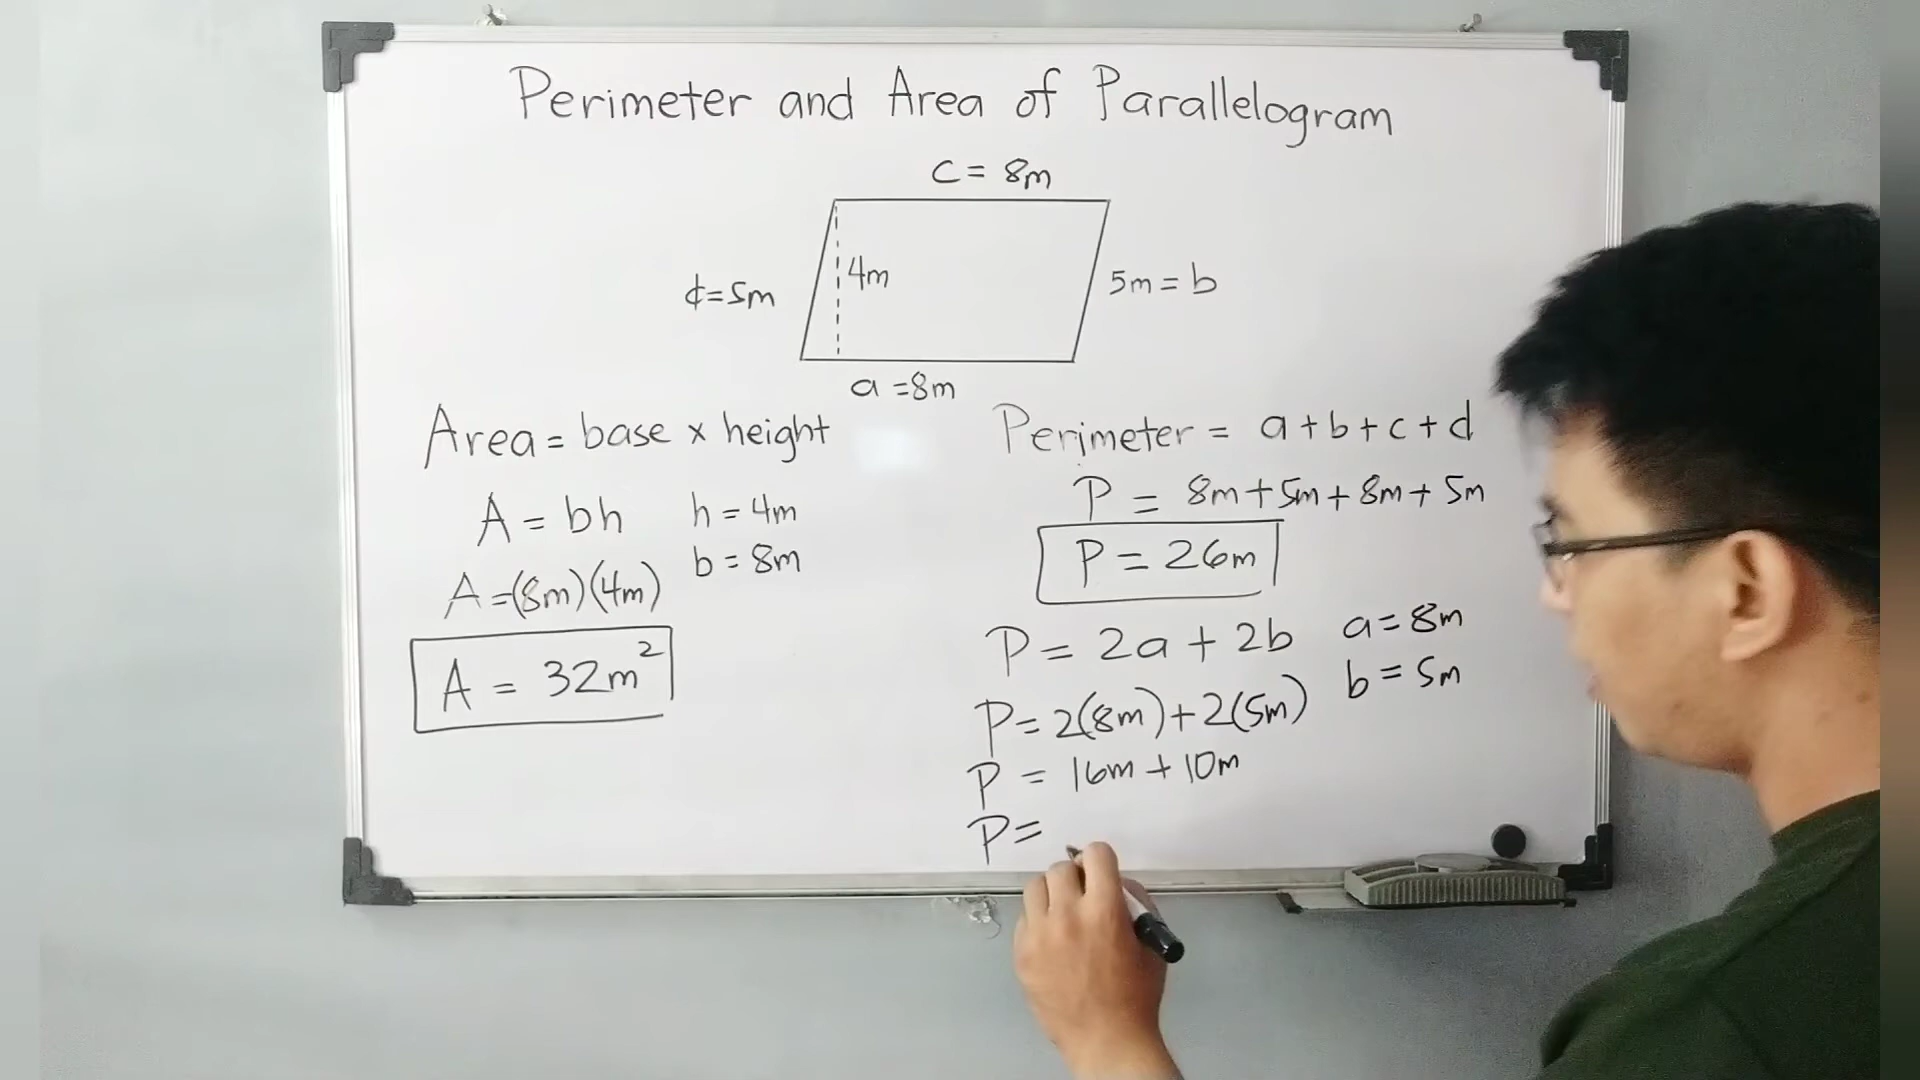 Perimeter and Area of Parallelogram
c = 8m
4m
d=5m
5m = b
a =8m
Area = base x height
A = bh
h = 4m
b = 8m
A =(8m)(4m)
A = 32m²
Perimeter = a + b + c + d
P = 8m + 5m + 8m + 5m
P = 26m
P = 2a + 2b
a = 8m
b = 5m
P = 2(8m) + 2(5m)
P = 16m + 10m
P =